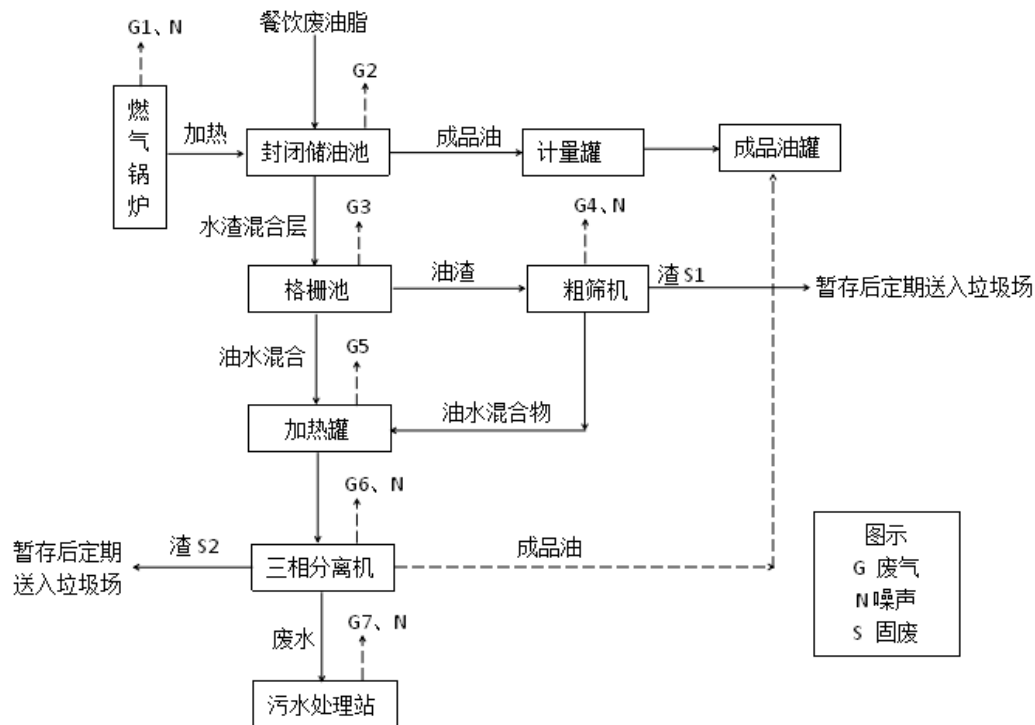 餐饮废油脂
G1、N
G2
燃气锅炉
加热
封闭储油池
成品油
计量罐
成品油罐
水渣混合层
G3
G4、N
格栅池
油渣
粗筛机
渣 S1
暂存后定期送入垃圾场
油水混合
G5
加热罐
油水混合物
G6、N
暂存后定期
送入垃圾场
渣 S2
三相分离机
成品油
废水
G7、N
污水处理站
图示
G 废气
N 噪声
S 固废